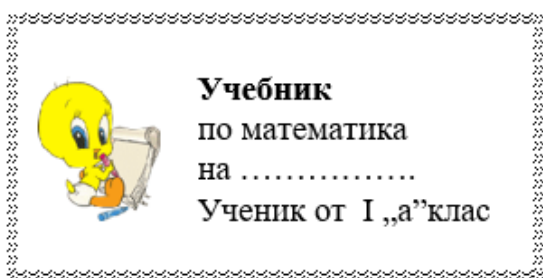 Учебник
по математика
на …………….
Ученик от I „а”клас